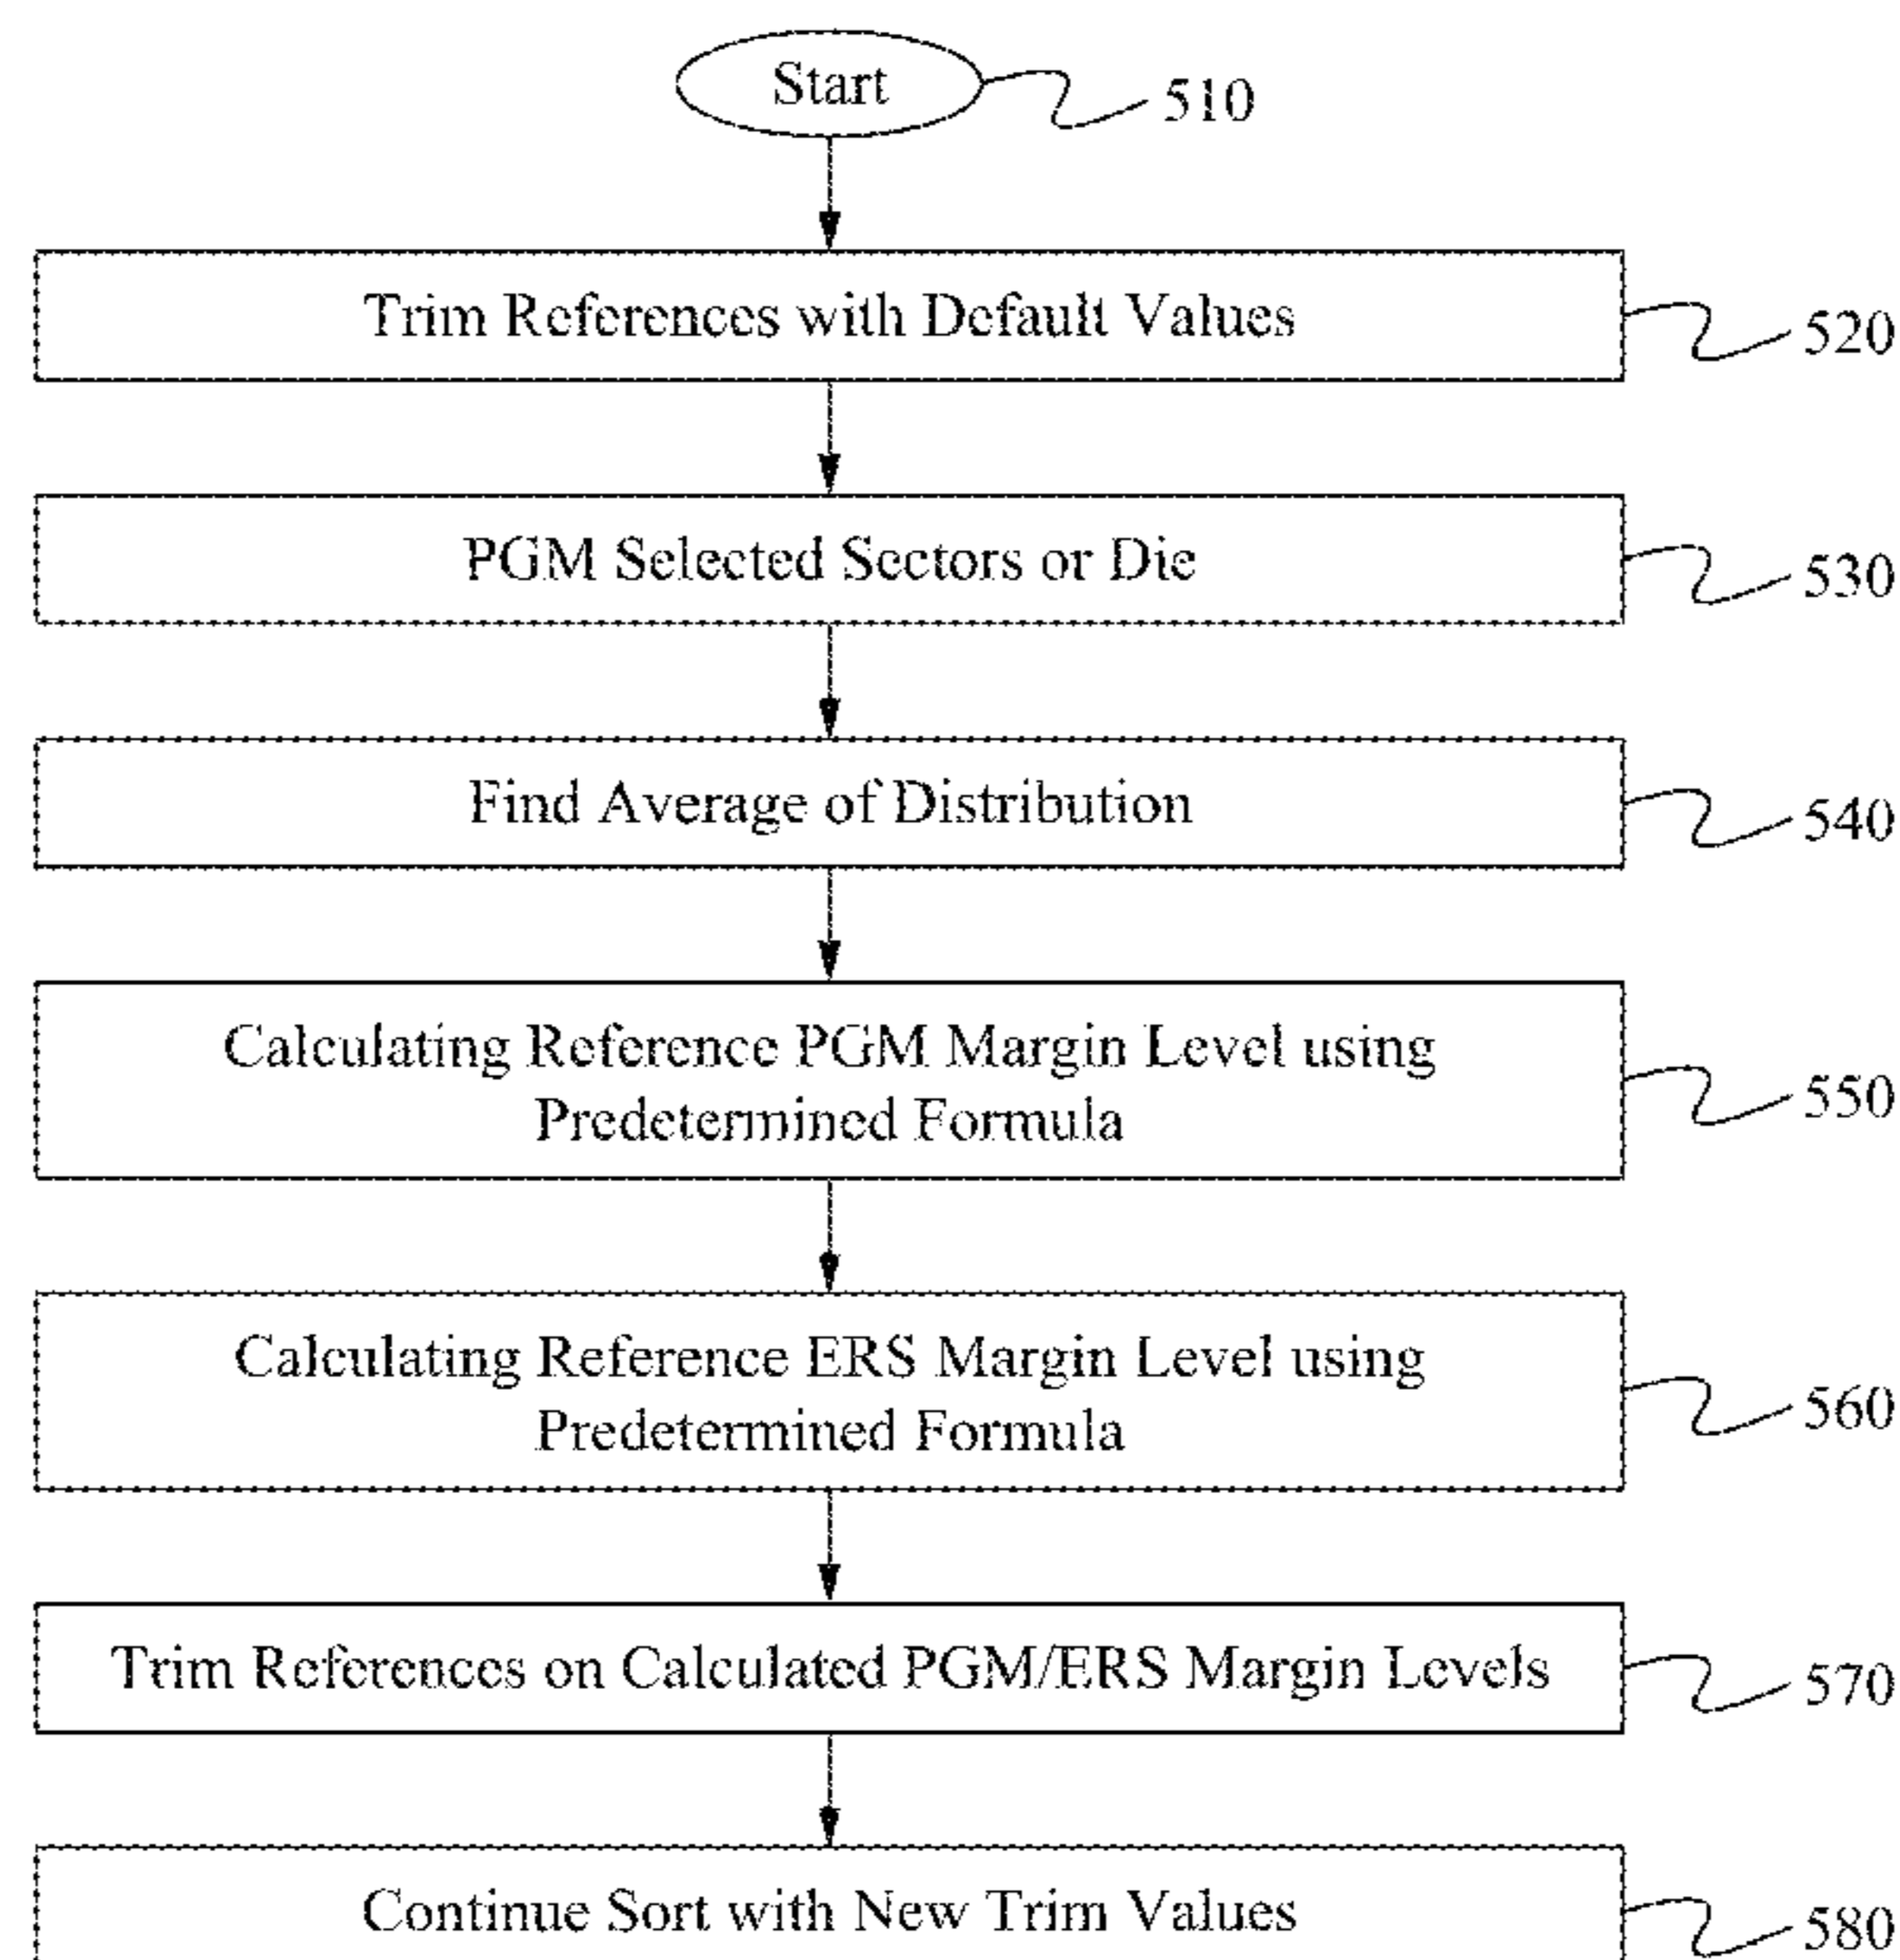 Start
510
Trim References with Default Values
520
PGM Selected Sectors or Die
530
Find Average of Distribution
540
Calculating Reference PGM Margin Level using
Predetermined Formula
550
Calculating Reference ERS Margin Level using
Predetermined Formula
560
Trim References on Calculated PGM/ERS Margin Levels
570
Continue Sort with New Trim Values
580